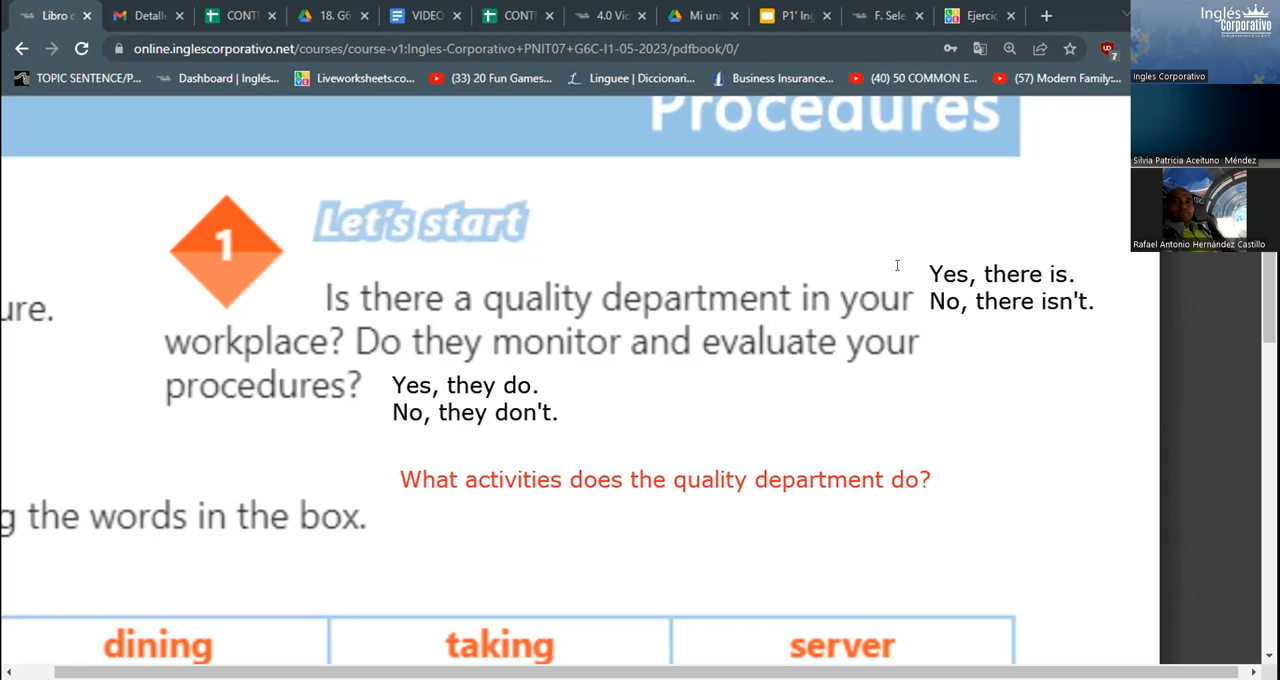 Libro c
Detalle
CONTI
18. G6
VIDEO
CONTI
4.0 Vic
Mi uni
P1' Ing
F. Sele
Ejercic
online.inglescorporativo.net/courses/course-v1:Ingles-Corporativo+PNIT07+G6C-I1-05-2023/pdfbook/0/
7
TOPIC SENTENCE/P...
Dashboard | Inglés...
Liveworksheets.co...
(33) 20 Fun Games...
Linguee | Diccionari...
Business Insurance...
(40) 50 COMMON E...
(57) Modern Family:...
Inglés
Corporativo
Ingles Corporativo
Silvia Patricia Aceituno Méndez
Rafael Antonio Hernández Castillo
Procedures
1
Let's start
Is there a quality department in your
Yes, there is.
No, there isn't.
ure.
workplace? Do they monitor and evaluate your
procedures?
Yes, they do.
No, they don't.
What activities does the quality department do?
g the words in the box.
dining
taking
server